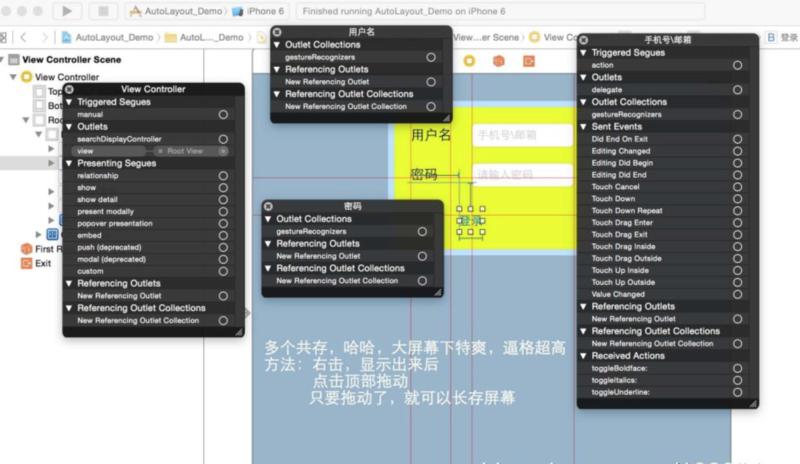 AutoLayout_Demo
iPhone 6
Finished running AutoLayout_Demo on iPhone 6
AutoLayout_Demo
AutoL..._Demo
...er Scene
View Con
B 登录
View Controller Scene
View Controller
First R
Exit
View Controller
Triggered Segues
manual
Outlets
searchDisplayController
view
Root View
Presenting Segues
relationship
show
show detail
present modally
popover presentation
embed
push (deprecated)
modal (deprecated)
custom
Referencing Outlets
New Referencing Outlet
Referencing Outlet Collections
New Referencing Outlet Collection
用户名
Outlet Collections
gestureRecognizers
Referencing Outlets
New Referencing Outlet
Referencing Outlet Collections
New Referencing Outlet Collection
用户名
手机号\邮箱
密码
请输入密码
登录
密码
Outlet Collections
gestureRecognizers
Referencing Outlets
New Referencing Outlet
Referencing Outlet Collections
New Referencing Outlet Collection
手机号\邮箱
Triggered Segues
action
Outlets
delegate
Outlet Collections
gestureRecognizers
Sent Events
Did End On Exit
Editing Changed
Editing Did Begin
Editing Did End
Touch Cancel
Touch Down
Touch Down Repeat
Touch Drag Enter
Touch Drag Exit
Touch Drag Inside
Touch Drag Outside
Touch Up Inside
Touch Up Outside
Value Changed
Referencing Outlets
New Referencing Outlet
Referencing Outlet Collections
New Referencing Outlet Collection
Received Actions
toggleBoldface:
toggleItalics:
toggleUnderline:
多个共存，哈哈，大屏幕下特爽，逼格超高
方法：右击，显示出来后
点击顶部拖动
只要拖动了，就可以长存屏幕